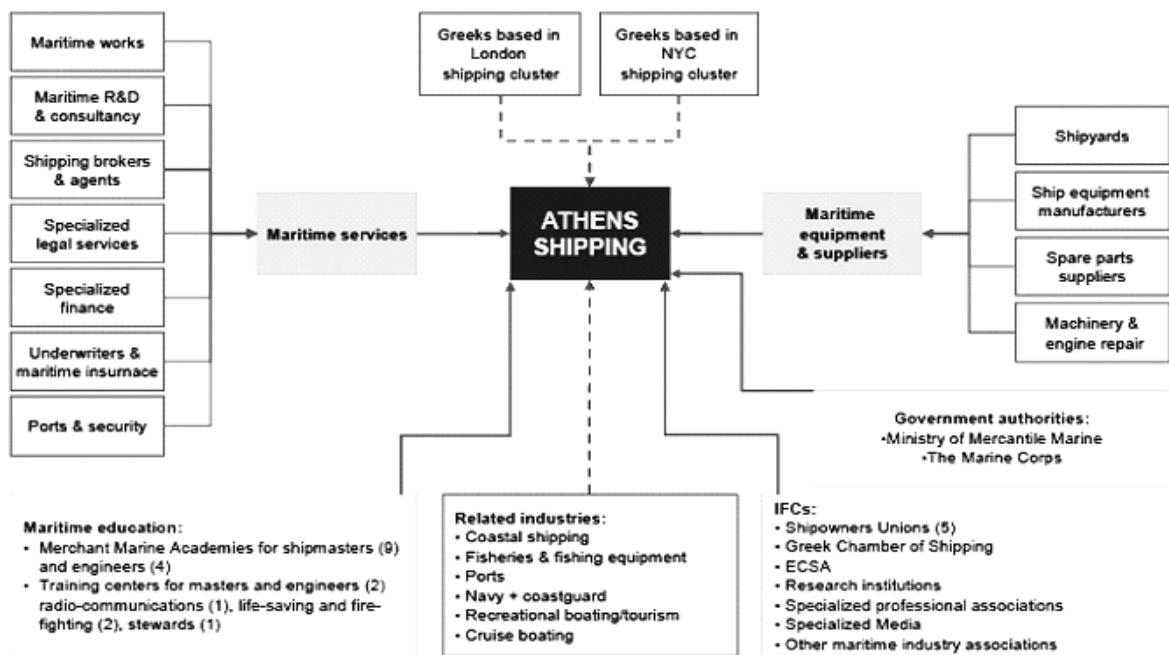 Maritime works
Maritime R&D
& consultancy
Shipping brokers
& agents
Specialized
legal services
Specialized
finance
Underwriters &
maritime insurnace
Ports & security
Maritime services
Greeks based in
London
shipping cluster
Greeks based in
NYC
shipping cluster
ATHENS
SHIPPING
Maritime
equipment
& suppliers
Shipyards
Ship equipment
manufacturers
Spare parts
suppliers
Machinery &
engine repair
Government authorities:
•Ministry of Mercantile Marine
•The Marine Corps
Maritime education:
• Merchant Marine Academies for shipmasters (9)
and engineers (4)
• Training centers for masters and engineers (2)
radio-communications (1), life-saving and fire-
fighting (2), stewards (1)
Related industries:
• Coastal shipping
• Fisheries & fishing equipment
• Ports
• Navy + coastguard
• Recreational boating/tourism
• Cruise boating
IFCs:
• Shipowners Unions (5)
• Greek Chamber of Shipping
• ECSA
• Research institutions
• Specialized professional associations
• Specialized Media
• Other maritime industry associations